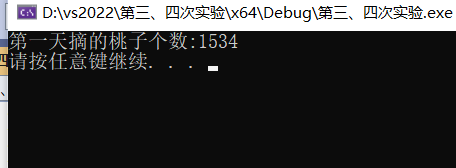 D:\vs2022\第三、四次实验\x64\Debug\第三、四次实验.exe
第一天摘的桃子个数:1534
请按任意键继续. . .